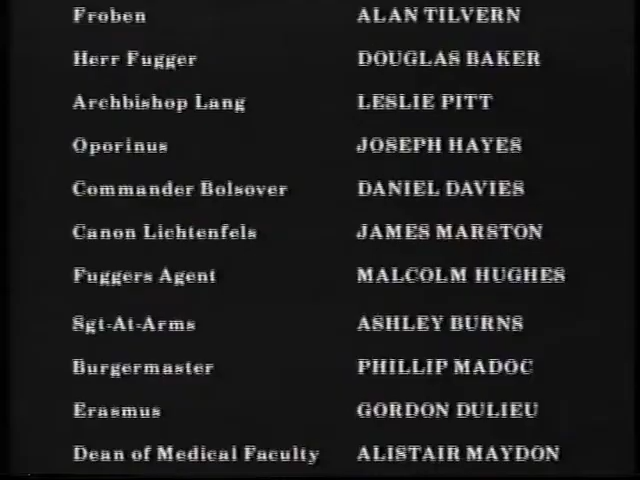 Froben ALAN TILVERN
Herr Fugger DOUGLAS BAKER
Archbishop Lang LESLIE PITT
Oporinus JOSEPH HAYES
Commander Bolsover DANIEL DAVIES
Canon Lichtenfels JAMES MARSTON
Fuggers Agent MALCOLM HUGHES
Sgt-At-Arms ASHLEY BURNS
Burgermaster PHILLIP MADOC
Erasmus GORDON DULIEU
Dean of Medical Faculty ALISTAIR MAYDON